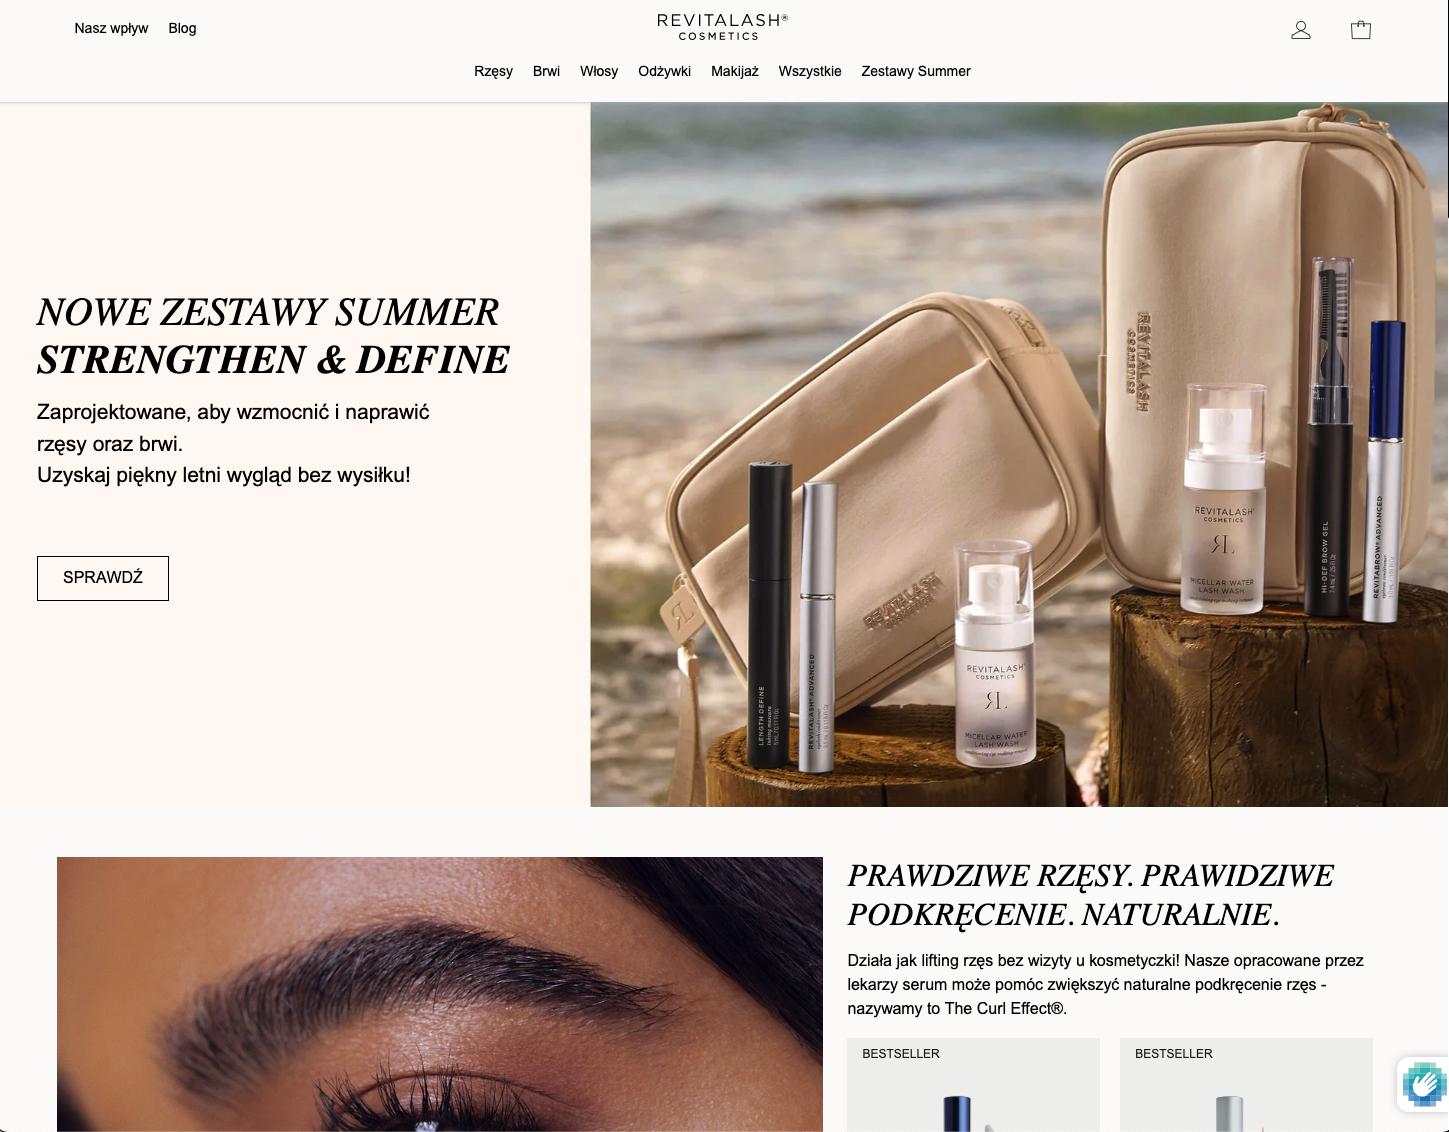 Nasz wpływ Blog
REVITALASH®
COSMETICS
Rzęsy Brwi Włosy Odżywki Makijaż Wszystkie Zestawy Summer
NOWE ZESTAWY SUMMER
STRENGTHEN & DEFINE
Zaprojektowane, aby wzmocnić i naprawić
rzęsy oraz brwi.
Uzyskaj piękny letni wygląd bez wysiłku!
SPRAWDŹ
REVITALASH
COSMETICS
REVITALASH
COSMETICS
LENGTH DEFINE
REVITALASH® ADVANCED
REVITALASH®
COSMETICS
RL
MICELLAR WATER
LASH WASH
REVITALASH®
COSMETICS
RL
MICELLAR WATER
LASH WASH
HI-DEF BROW GEL
REVITABROW® ADVANCED
PRAWDZIWE RZĘSY. PRAWIDZIWE
PODKRĘCENIE. NATURALNIE.
Działa jak lifting rzęs bez wizyty u kosmetyczki! Nasze opracowane przez
lekarzy serum może pomóc zwiększyć naturalne podkręcenie rzęs -
nazywamy to The Curl Effect®.
BESTSELLER
BESTSELLER